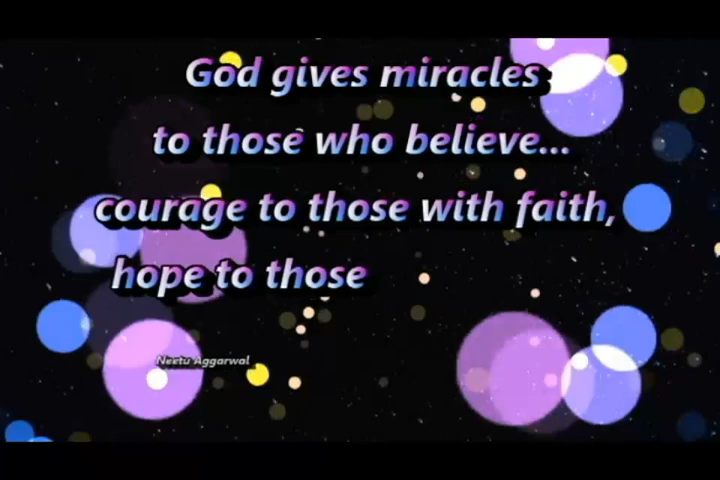 God gives miracles
to those who believe...
courage to those with faith,
hope to those
Neetu Aggarwal